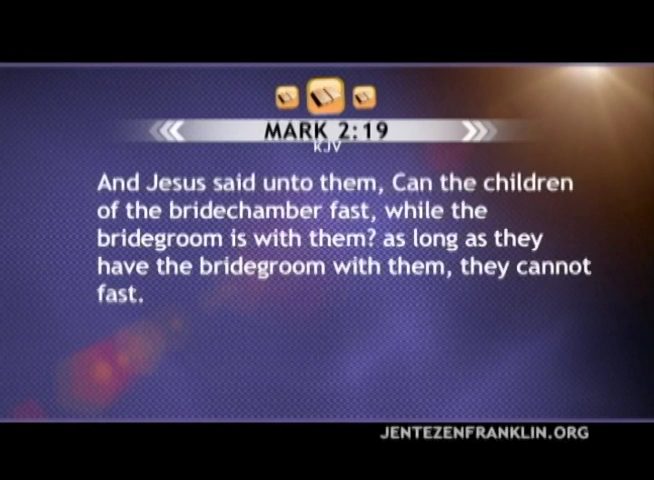 MARK 2:19
KJV
And Jesus said unto them, Can the children
of the bridechamber fast, while the
bridegroom is with them? as long as they
have the bridegroom with them, they cannot
fast.
JENTEZENFRANKLIN.ORG